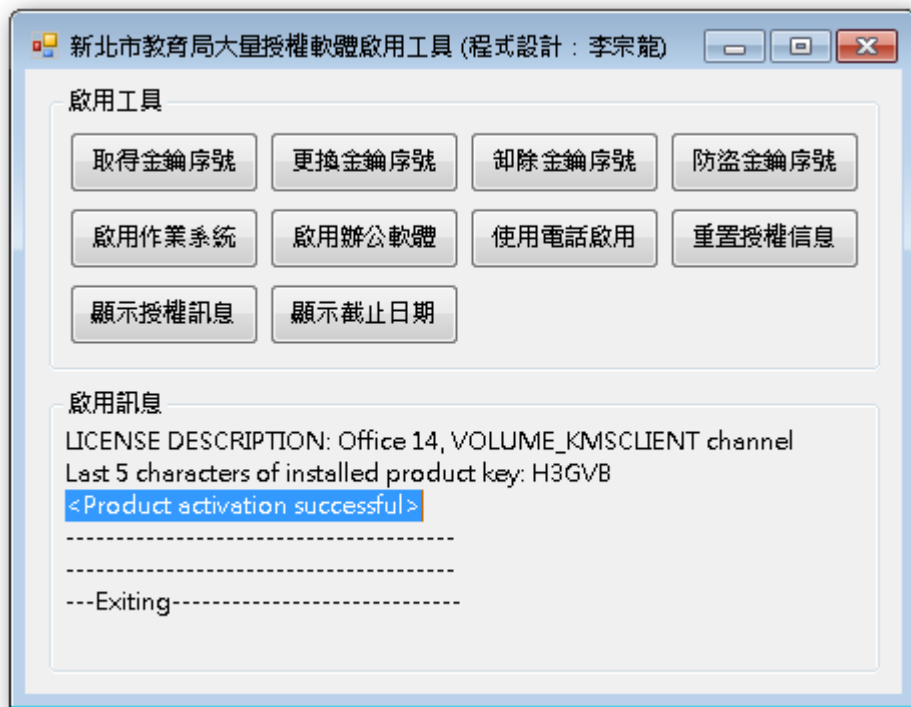 新北市教育局大量授權軟體啟用工具 (程式設計：李宗龍)
啟用工具
取得金鑰序號 更換金鑰序號 卸除金鑰序號 防盜金鑰序號
啟用作業系統 啟用辦公軟體 使用電話啟用 重置授權信息
顯示授權訊息 顯示截止日期
啟用訊息
LICENSE DESCRIPTION: Office 14, VOLUME_KMSCLIENT channel
Last 5 characters of installed product key: H3GVB
<Product activation successful>
---------------------------------------
---------------------------------------
---Exiting-----------------------------